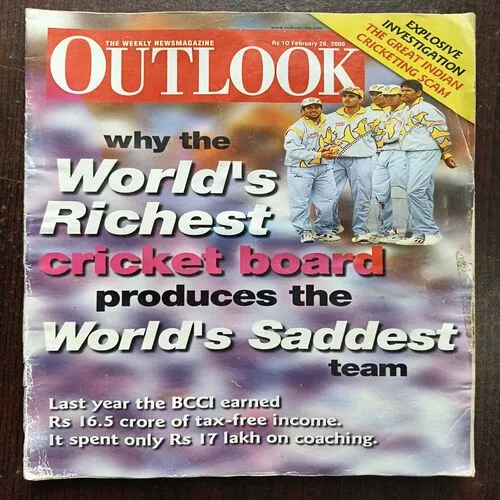 www.outlookindia.com
THE WEEKLY NEWSMAGAZINE
Rs 10 February 28, 2000
OUTLOOK
EXPLOSIVE
INVESTIGATION
THE GREAT INDIAN
CRICKETING SCAM
why the
World's
Richest
cricket board
produces the
World's Saddest
team
Last year the BCCI earned
Rs 16.5 crore of tax-free income.
It spent only Rs 17 lakh on coaching.